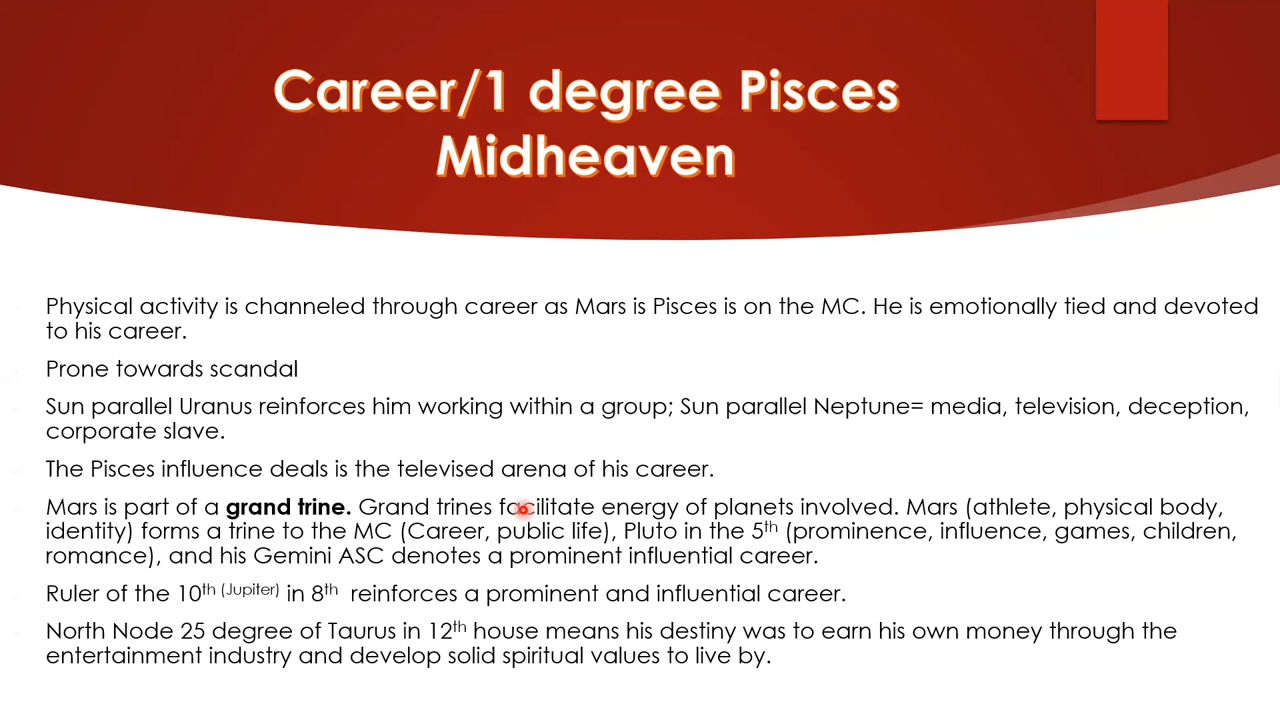 Career/1 degree Pisces
Midheaven
Physical activity is channeled through career as Mars is Pisces is on the MC. He is emotionally tied and devoted
to his career.
Prone towards scandal
Sun parallel Uranus reinforces him working within a group; Sun parallel Neptune= media, television, deception,
corporate slave.
The Pisces influence deals is the televised arena of his career.
Mars is part of a grand trine. Grand trines facilitate energy of planets involved. Mars (athlete, physical body,
identity) forms a trine to the MC (Career, public life), Pluto in the 5th (prominence, influence, games, children,
romance), and his Gemini ASC denotes a prominent influential career.
Ruler of the 10th (Jupiter) in 8th reinforces a prominent and influential career.
North Node 25 degree of Taurus in 12th house means his destiny was to earn his own money through the
entertainment industry and develop solid spiritual values to live by.